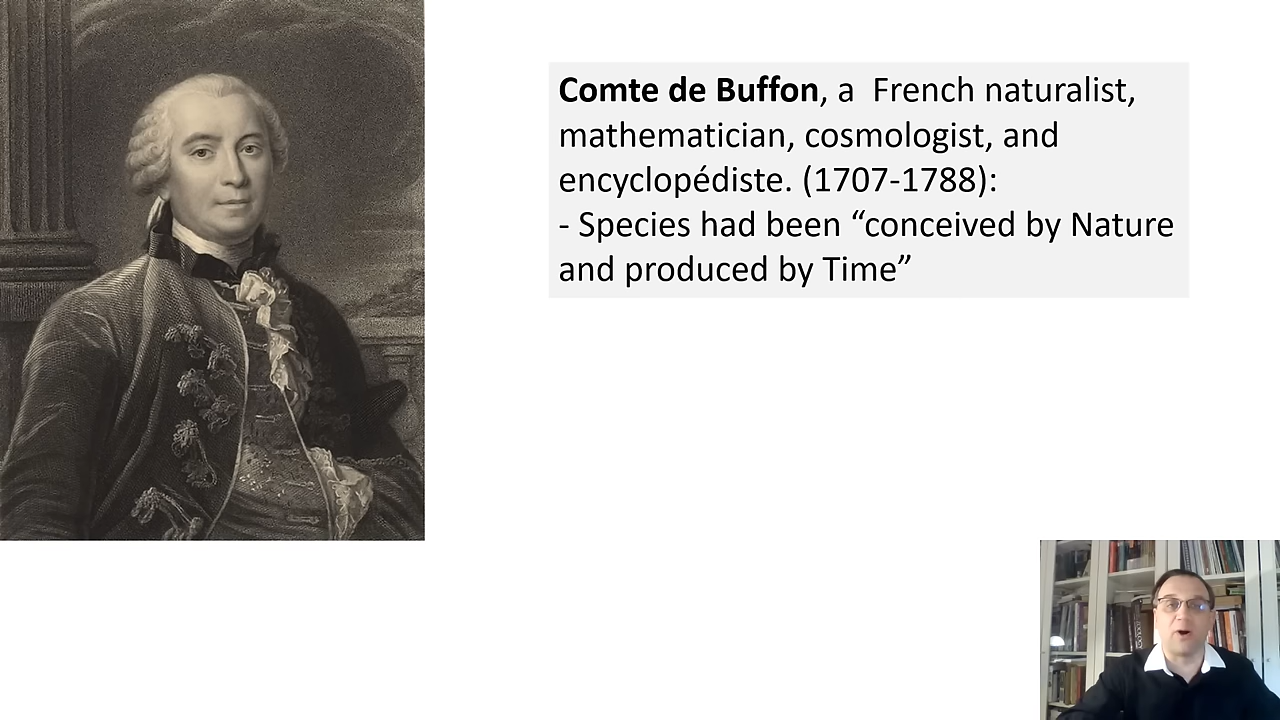 Comte de Buffon, a  French naturalist,
mathematician, cosmologist, and
encyclopédiste. (1707-1788):
- Species had been “conceived by Nature
and produced by Time”